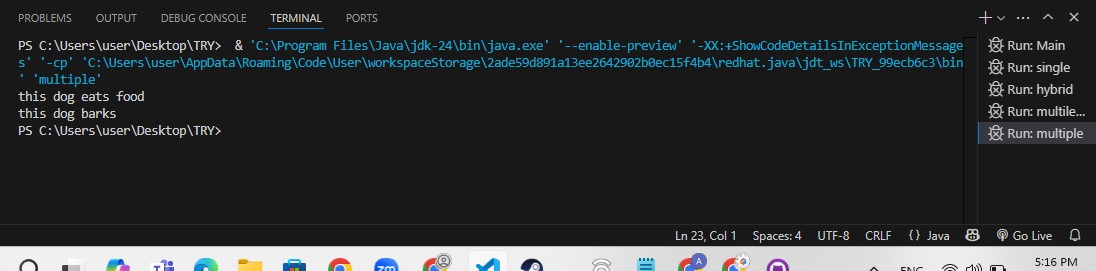 PROBLEMS OUTPUT DEBUG CONSOLE TERMINAL PORTS
PS C:\Users\user\Desktop\TRY>  & 'C:\Program Files\Java\jdk-24\bin\java.exe' '--enable-preview' '-XX:+ShowCodeDetailsInExceptionMessage
s' '-cp' 'C:\Users\user\AppData\Roaming\Code\User\workspaceStorage\2ade59d891a13ee2642902b0ec15f4b4\redhat.java\jdt_ws\TRY_99ecb6c3\bin
' 'multiple'
this dog eats food
this dog barks
PS C:\Users\user\Desktop\TRY>
Run: Main
Run: single
Run: hybrid
Run: multile...
Run: multiple
Ln 23, Col 1 Spaces: 4 UTF-8 CRLF {} Java Go Live
zm A
ENG 5:16 PM